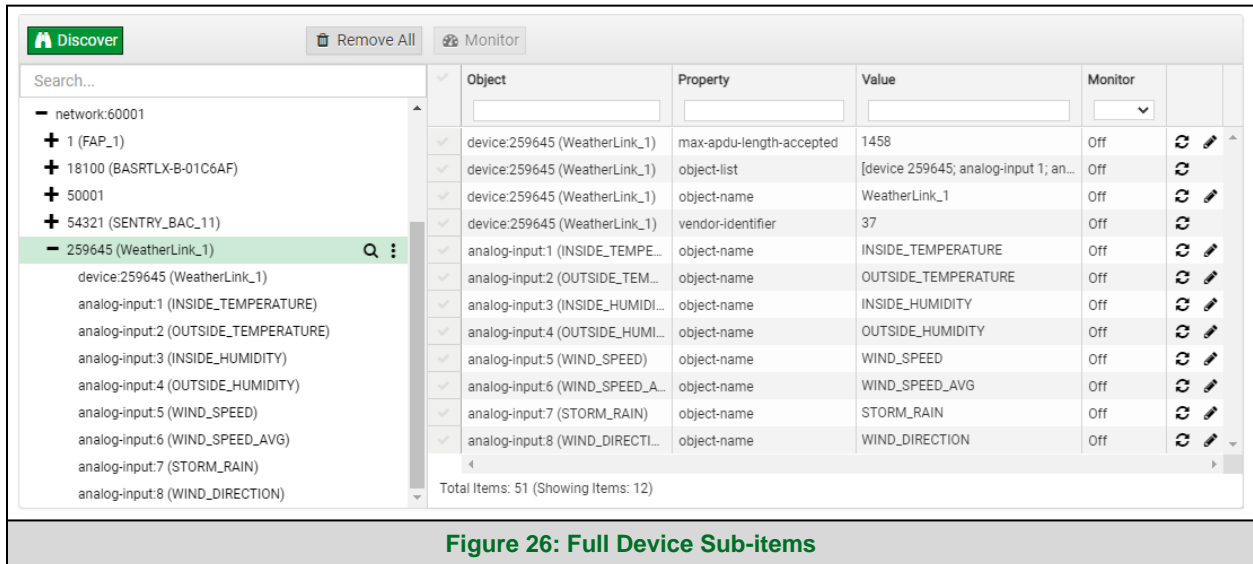 Discover Remove All Monitor
Search...
network:60001
1 (FAP_1)
18100 (BASRTLX-B-01C6AF)
50001
54321 (SENTRY_BAC_11)
259645 (WeatherLink_1)
device:259645 (WeatherLink_1)
analog-input:1 (INSIDE_TEMPERATURE)
analog-input:2 (OUTSIDE_TEMPERATURE)
analog-input:3 (INSIDE_HUMIDITY)
analog-input:4 (OUTSIDE_HUMIDITY)
analog-input:5 (WIND_SPEED)
analog-input:6 (WIND_SPEED_AVG)
analog-input:7 (STORM_RAIN)
analog-input:8 (WIND_DIRECTION)
Object Property Value Monitor
device:259645 (WeatherLink_1) max-apdu-length-accepted 1458 Off
device:259645 (WeatherLink_1) object-list [device 259645; analog-input 1; an... Off
device:259645 (WeatherLink_1) object-name WeatherLink_1 Off
device:259645 (WeatherLink_1) vendor-identifier 37 Off
analog-input:1 (INSIDE_TEMPE... object-name INSIDE_TEMPERATURE Off
analog-input:2 (OUTSIDE_TEM... object-name OUTSIDE_TEMPERATURE Off
analog-input:3 (INSIDE_HUMIDI... object-name INSIDE_HUMIDITY Off
analog-input:4 (OUTSIDE_HUMI... object-name OUTSIDE_HUMIDITY Off
analog-input:5 (WIND_SPEED) object-name WIND_SPEED Off
analog-input:6 (WIND_SPEED_A... object-name WIND_SPEED_AVG Off
analog-input:7 (STORM_RAIN) object-name STORM_RAIN Off
analog-input:8 (WIND_DIRECTI... object-name WIND_DIRECTION Off
Total Items: 51 (Showing Items: 12)
Figure 26: Full Device Sub-items